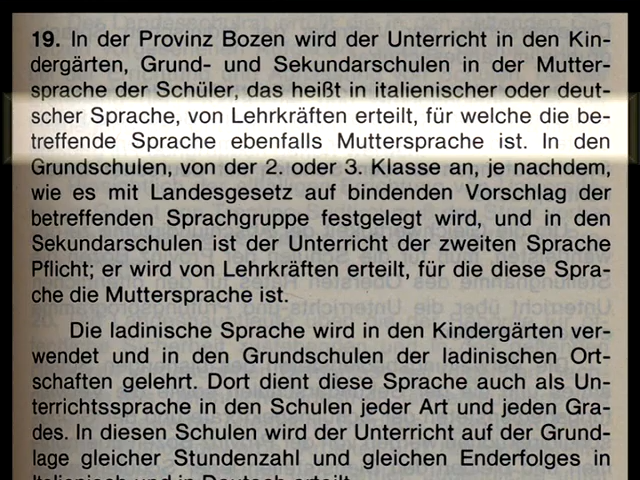 19. In der Provinz Bozen wird der Unterricht in den Kin-
dergärten, Grund- und Sekundarschulen in der Mutter-
sprache der Schüler, das heißt in italienischer oder deut-
scher Sprache, von Lehrkräften erteilt, für welche die be-
treffende Sprache ebenfalls Muttersprache ist. In den
Grundschulen, von der 2. oder 3. Klasse an, je nachdem,
wie es mit Landesgesetz auf bindenden Vorschlag der
betreffenden Sprachgruppe festgelegt wird, und in den
Sekundarschulen ist der Unterricht der zweiten Sprache
Pflicht; er wird von Lehrkräften erteilt, für die diese Spra-
che die Muttersprache ist.
Die ladinische Sprache wird in den Kindergärten ver-
wendet und in den Grundschulen der ladinischen Ort-
schaften gelehrt. Dort dient diese Sprache auch als Un-
terrichtssprache in den Schulen jeder Art und jeden Gra-
des. In diesen Schulen wird der Unterricht auf der Grund-
lage gleicher Stundenzahl und gleichen Enderfolges in
Italienisch und in Deutsch erteilt.